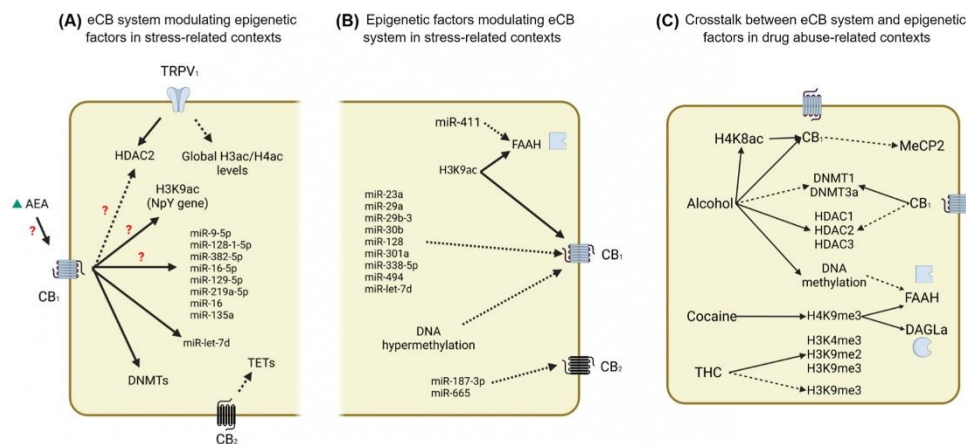 (A) eCB system modulating epigenetic
factors in stress-related contexts
TRPV₁
HDAC2
Global H3ac/H4ac
levels
H3K9ac
(NpY gene)
?
?
?
AEA
?
CB₁
miR-9-5p
miR-128-1-5p
miR-382-5p
miR-16-5p
miR-129-5p
miR-219a-5p
miR-16
miR-135a
miR-let-7d
DNMTs
TETs
CB₂
(B) Epigenetic factors modulating eCB
system in stress-related contexts
miR-411
FAAH
H3K9ac
miR-23a
miR-29a
miR-29b-3
miR-30b
miR-128
miR-301a
miR-338-5p
miR-494
miR-let-7d
CB₁
DNA
hypermethylation
miR-187-3p
miR-665
CB₂
(C) Crosstalk between eCB system and epigenetic
factors in drug abuse-related contexts
H4K8ac
CB₁
MeCP2
DNMT1
DNMT3a
Alcohol
CB₁
HDAC1
HDAC2
HDAC3
DNA
methylation
FAAH
Cocaine
H4K9me3
DAGLa
H3K4me3
H3K9me2
H3K9me3
THC
H3K9me3